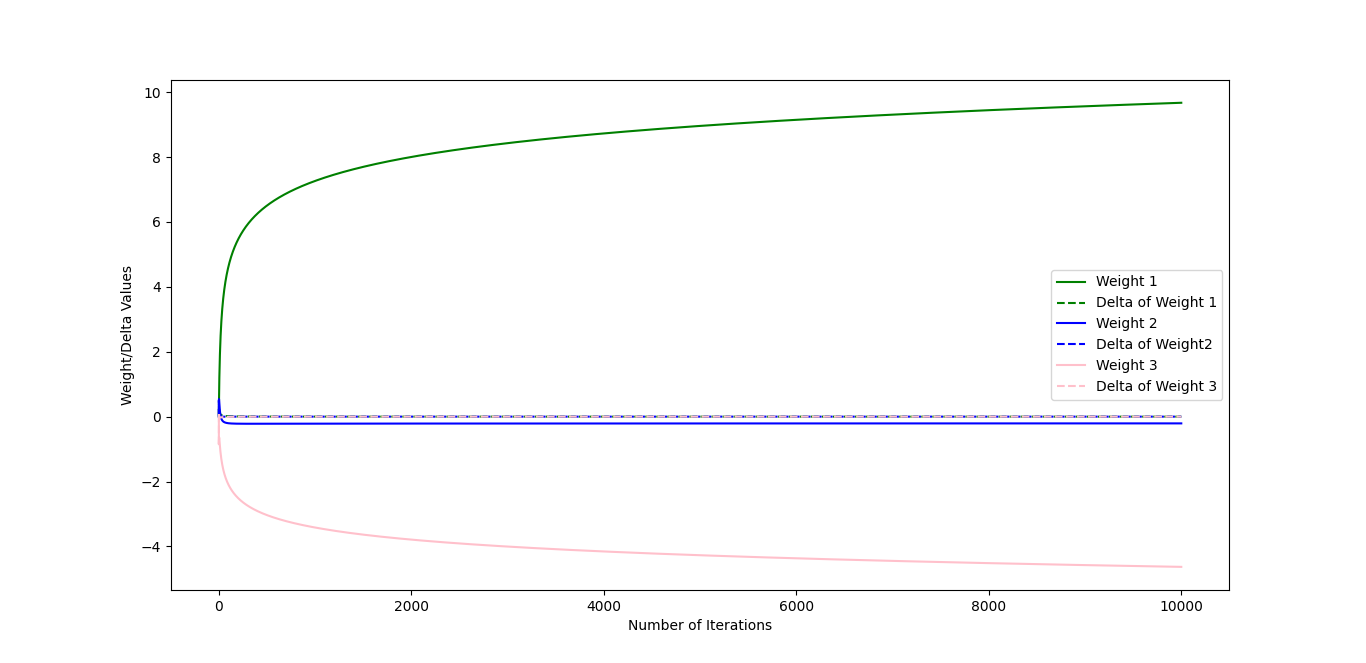 10
8
6
4
2
0
−2
−4
Weight/Delta Values
Weight 1
Delta of Weight 1
Weight 2
Delta of Weight2
Weight 3
Delta of Weight 3
0 2000 4000 6000 8000 10000
Number of Iterations